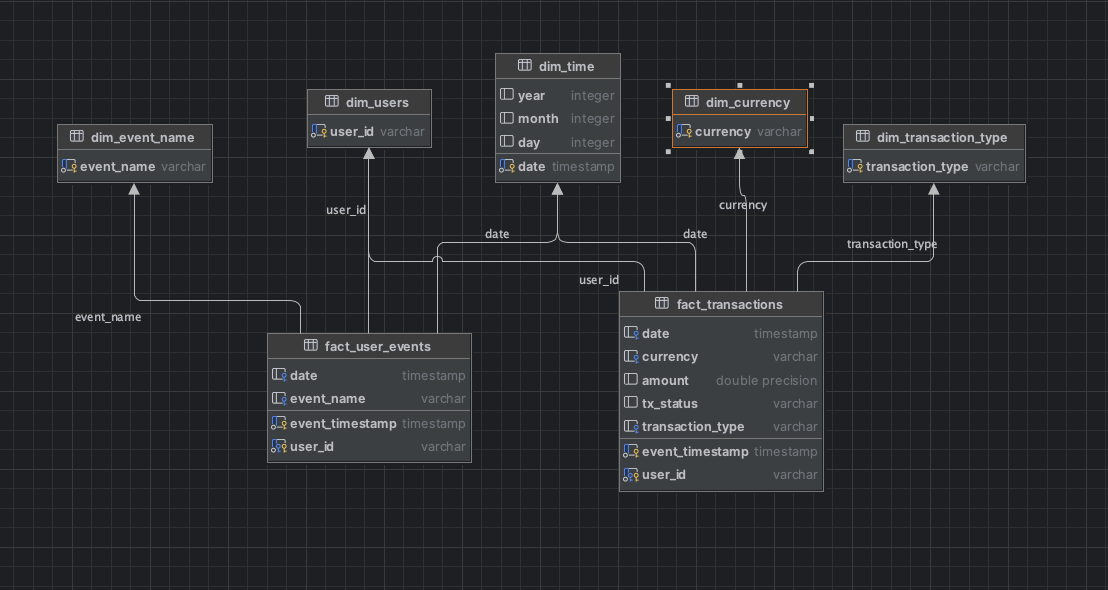 dim_time
year integer
month integer
day integer
date timestamp
dim_users
user_id varchar
dim_currency
currency varchar
dim_event_name
event_name varchar
dim_transaction_type
transaction_type varchar
user_id
currency
date
date
transaction_type
user_id
event_name
fact_transactions
date timestamp
currency varchar
amount double precision
tx_status varchar
transaction_type varchar
event_timestamp timestamp
user_id varchar
fact_user_events
date timestamp
event_name varchar
event_timestamp timestamp
user_id varchar